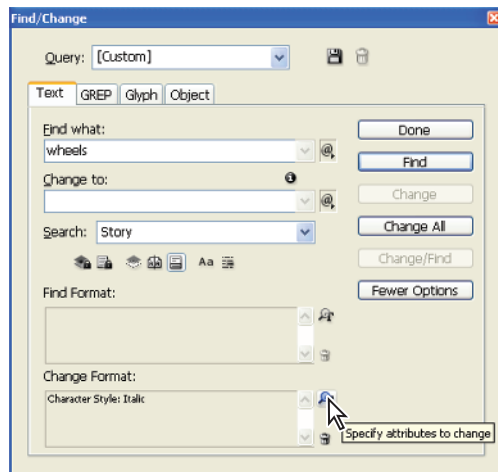 Find/Change
Query: [Custom]
Text GREP Glyph Object
Find what:
wheels
Change to:
Search: Story
Aa
Find Format:
Change Format:
Character Style: Italic
Done
Find
Change
Change All
Change/Find
Fewer Options
Specify attributes to change